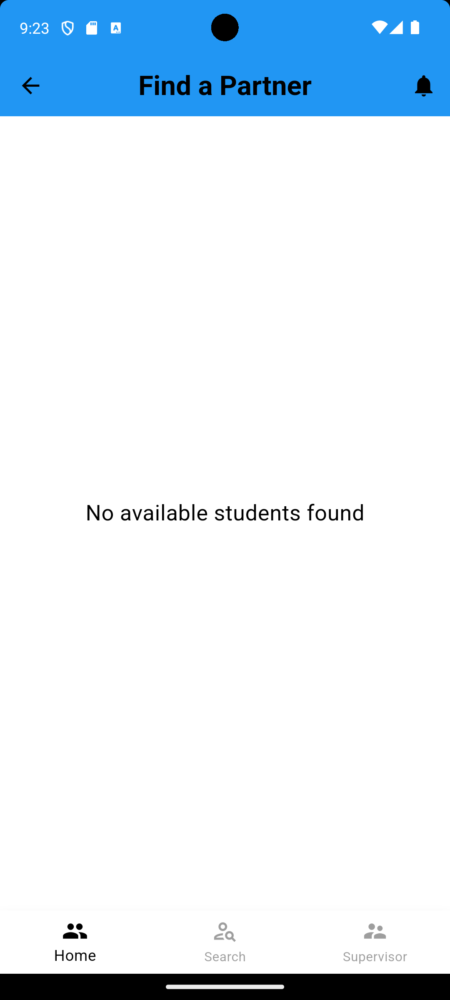 9:23
Find a Partner
No available students found
Home
Search
Supervisor